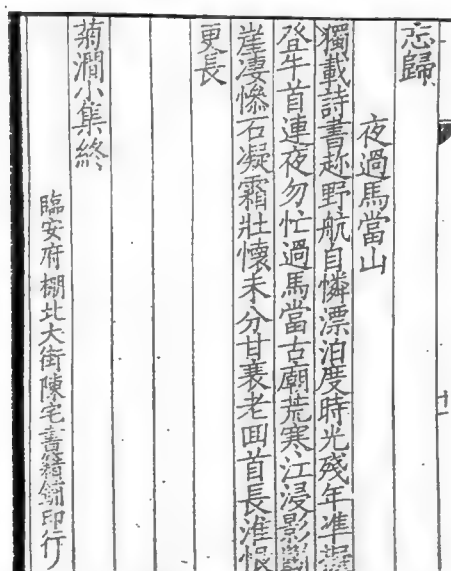 忘歸
夜過馬當山
獨載詩書趂野航自憐漂泊度時光殘年準擬
登牛首連夜匆忙過馬當古廟荒寒江浸影
崖凄慘石凝霜壯懷未分甘衰老囬首長淮恨
更長
菊澗小集終
臨安府棚北大街陳宅書籍鋪印行
十一